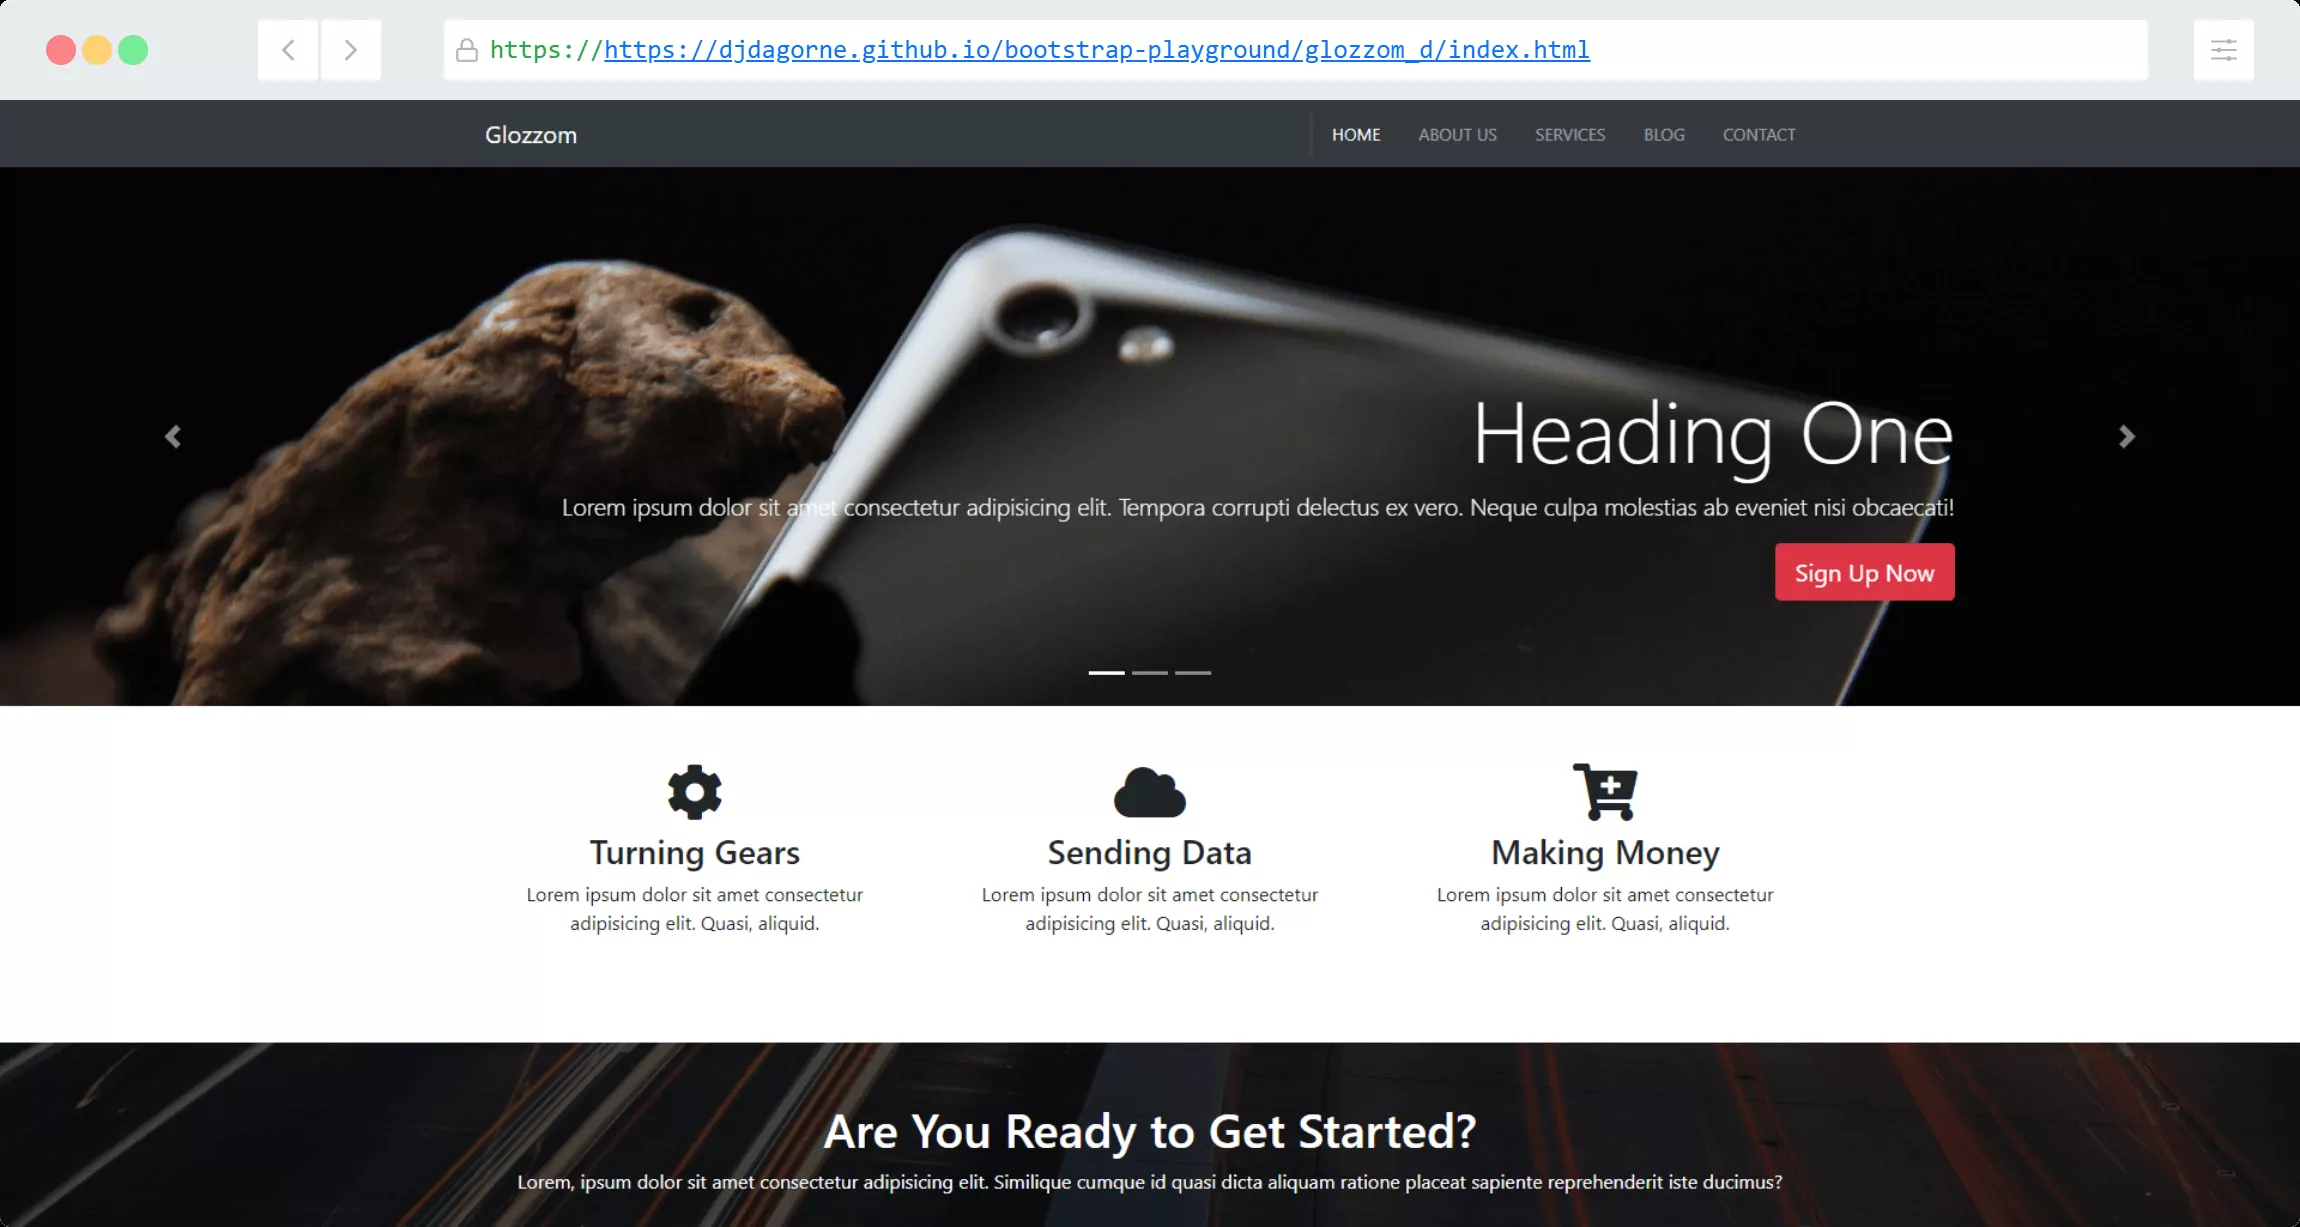 https://https://djdagorne.github.io/bootstrap-playground/glozzom_d/index.html
Glozzom HOME ABOUT US SERVICES BLOG CONTACT
Heading One
Lorem ipsum dolor sit amet consectetur adipisicing elit. Tempora corrupti delectus ex vero. Neque culpa molestias ab eveniet nisi obcaecati!
Sign Up Now
Turning Gears
Lorem ipsum dolor sit amet consectetur
adipisicing elit. Quasi, aliquid.
Sending Data
Lorem ipsum dolor sit amet consectetur
adipisicing elit. Quasi, aliquid.
Making Money
Lorem ipsum dolor sit amet consectetur
adipisicing elit. Quasi, aliquid.
Are You Ready to Get Started?
Lorem, ipsum dolor sit amet consectetur adipisicing elit. Similique cumque id quasi dicta aliquam ratione placeat sapiente reprehenderit iste ducimus?